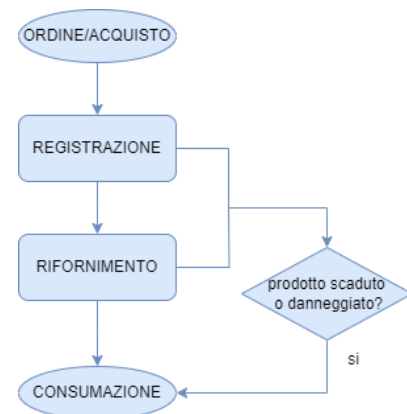 ORDINE/ACQUISTO
REGISTRAZIONE
RIFORNIMENTO
prodotto scaduto
o danneggiato?
si
CONSUMAZIONE